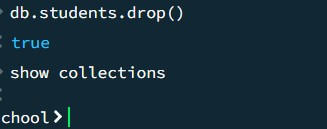 db.students.drop()
true
show collections
chool>